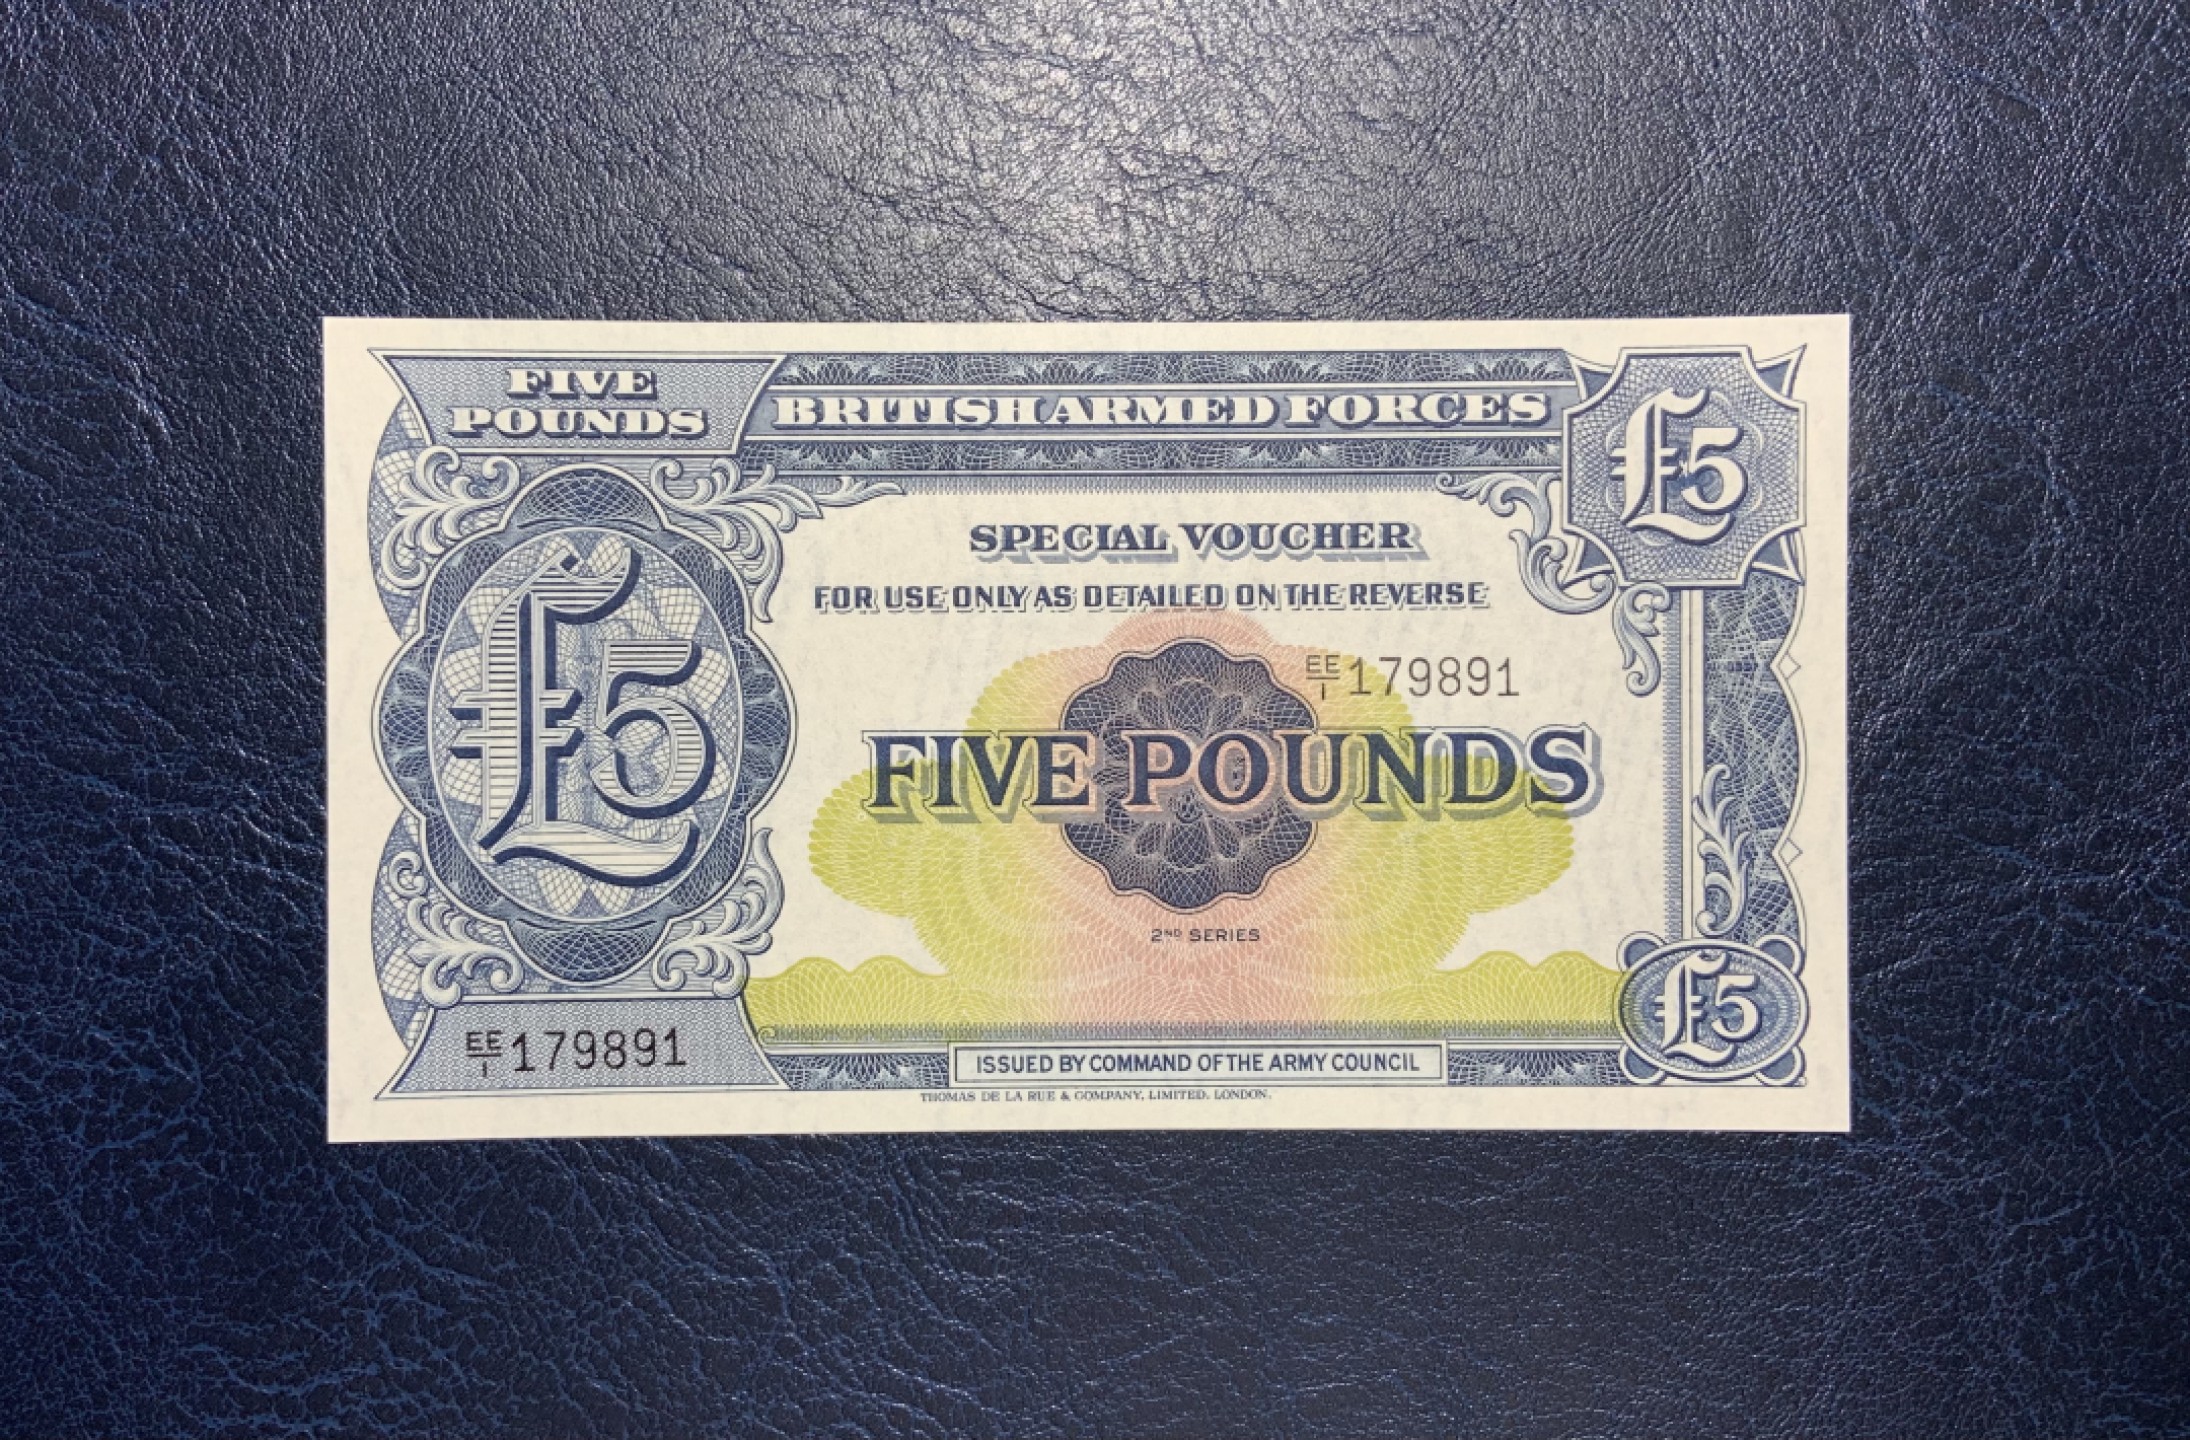 FIVE
POUNDS
BRITISH ARMED FORCES
£5
SPECIAL VOUCHER
FOR USE ONLY AS DETAILED ON THE REVERSE
£5
EE/1 179891
FIVE POUNDS
2ND SERIES
£5
EE/1 179891
ISSUED BY COMMAND OF THE ARMY COUNCIL
THOMAS DE LA RUE & COMPANY, LIMITED. LONDON.